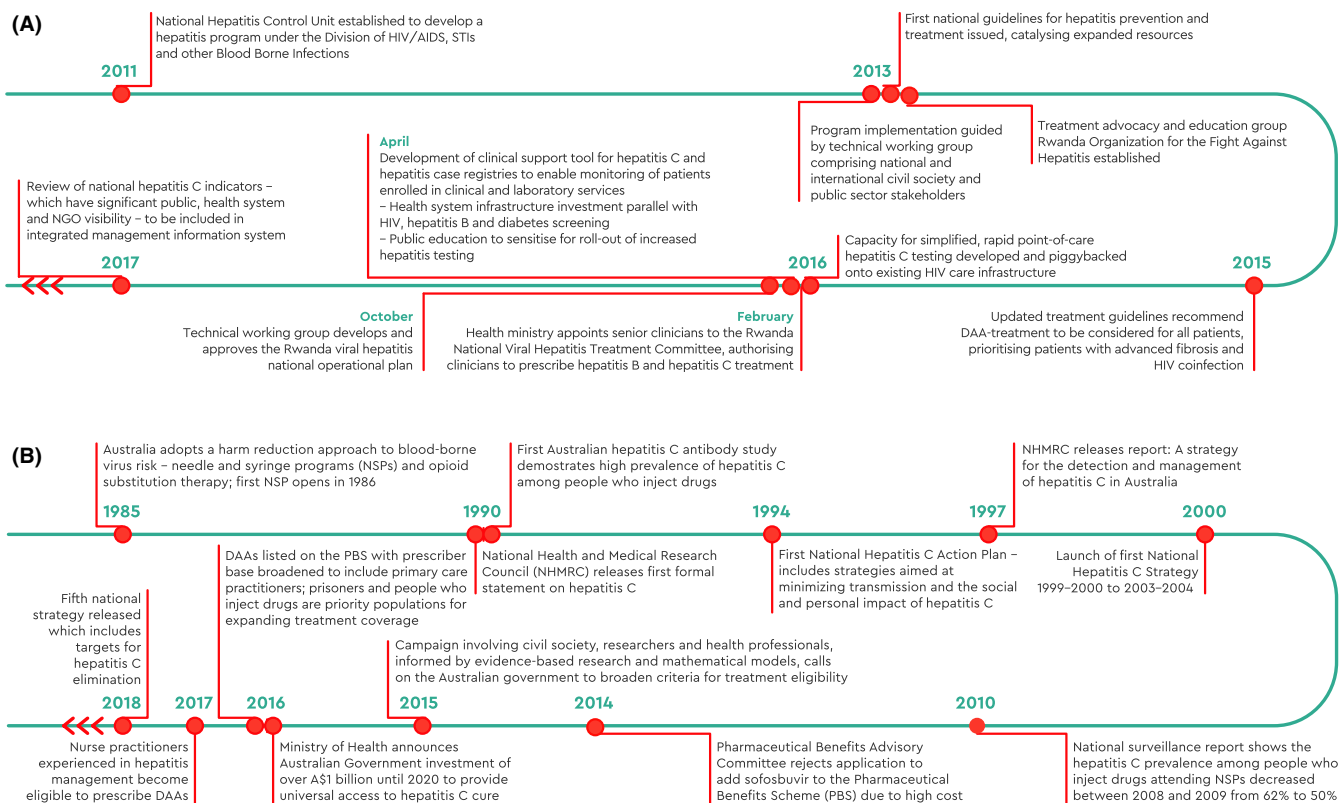 (A)
National Hepatitis Control Unit established to develop a
hepatitis program under the Division of HIV/AIDS, STIs
and other Blood Borne Infections
2011
First national guidelines for hepatitis prevention and
treatment issued, catalysing expanded resources
2013
Program implementation guided
by technical working group
comprising national and
international civil society and
public sector stakeholders
Treatment advocacy and education group
Rwanda Organization for the Fight Against
Hepatitis established
2015
Updated treatment guidelines recommend
DAA-treatment to be considered for all patients,
prioritising patients with advanced fibrosis and
HIV coinfection
2016
Capacity for simplified, rapid point-of-care
hepatitis C testing developed and piggybacked
onto existing HIV care infrastructure
February
Health ministry appoints senior clinicians to the Rwanda
National Viral Hepatitis Treatment Committee, authorising
clinicians to prescribe hepatitis B and hepatitis C treatment
April
Development of clinical support tool for hepatitis C and
hepatitis case registries to enable monitoring of patients
enrolled in clinical and laboratory services
– Health system infrastructure investment parallel with
HIV, hepatitis B and diabetes screening
– Public education to sensitise for roll-out of increased
hepatitis testing
October
Technical working group develops and
approves the Rwanda viral hepatitis
national operational plan
2017
Review of national hepatitis C indicators –
which have significant public, health system
and NGO visibility – to be included in
integrated management information system
(B)
Australia adopts a harm reduction approach to blood-borne
virus risk – needle and syringe programs (NSPs) and opioid
substitution therapy; first NSP opens in 1986
1985
First Australian hepatitis C antibody study
demostrates high prevalence of hepatitis C
among people who inject drugs
1990
National Health and Medical Research
Council (NHMRC) releases first formal
statement on hepatitis C
1994
First National Hepatitis C Action Plan –
includes strategies aimed at
minimizing transmission and the social
and personal impact of hepatitis C
NHMRC releases report: A strategy
for the detection and management
of hepatitis C in Australia
1997
2000
Launch of first National
Hepatitis C Strategy
1999–2000 to 2003–2004
2010
National surveillance report shows the
hepatitis C prevalence among people who
inject drugs attending NSPs decreased
between 2008 and 2009 from 62% to 50%
2014
Pharmaceutical Benefits Advisory
Committee rejects application to
add sofosbuvir to the Pharmaceutical
Benefits Scheme (PBS) due to high cost
Campaign involving civil society, researchers and health professionals,
informed by evidence-based research and mathematical models, calls
on the Australian government to broaden criteria for treatment eligibility
2015
2016
Ministry of Health announces
Australian Government investment of
over A$1 billion until 2020 to provide
universal access to hepatitis C cure
DAAs listed on the PBS with prescriber
base broadened to include primary care
practitioners; prisoners and people who
inject drugs are priority populations for
expanding treatment coverage
2017
Nurse practitioners
experienced in hepatitis
management become
eligible to prescribe DAAs
Fifth national
strategy released
which includes
targets for
hepatitis C
elimination
2018